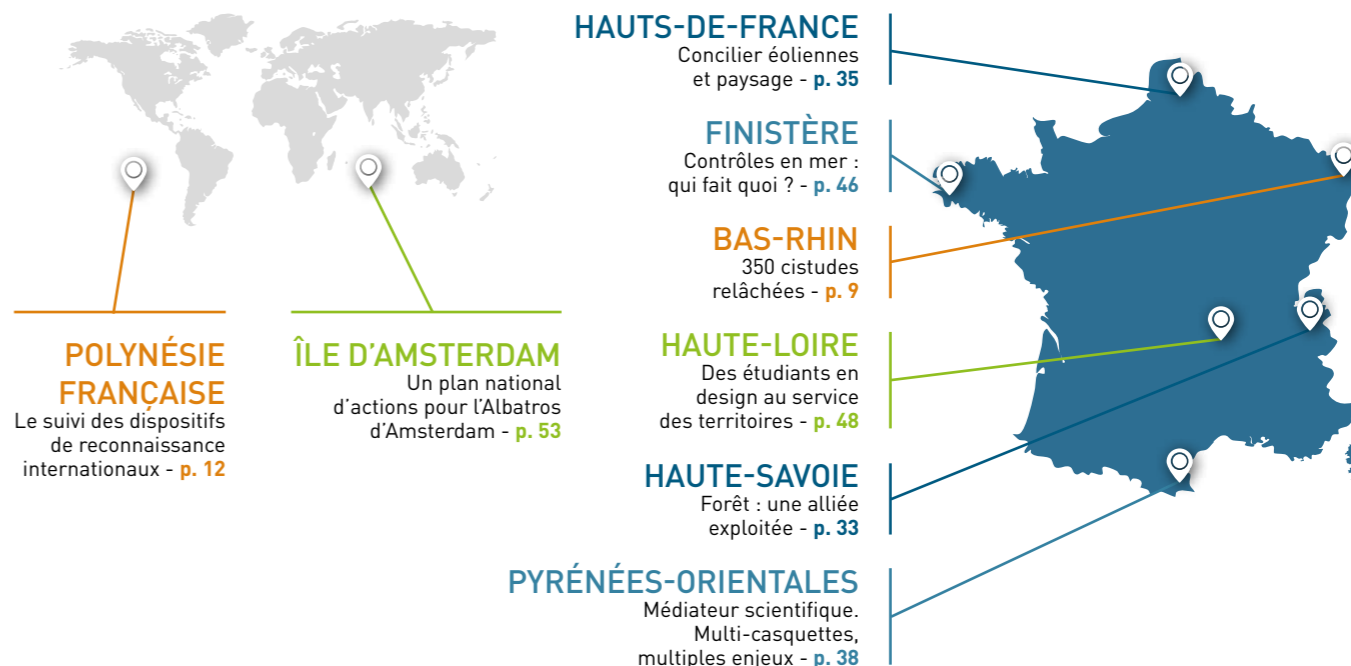 POLYNÉSIE
FRANÇAISE
Le suivi des dispositifs
de reconnaissance
internationaux - p. 12
ÎLE D’AMSTERDAM
Un plan national
d’actions pour l’Albatros
d’Amsterdam - p. 53
HAUTS-DE-FRANCE
Concilier éoliennes
et paysage - p. 35
FINISTÈRE
Contrôles en mer :
qui fait quoi ? - p. 46
BAS-RHIN
350 cistudes
relâchées - p. 9
HAUTE-LOIRE
Des étudiants en
design au service
des territoires - p. 48
HAUTE-SAVOIE
Forêt : une alliée
exploitée - p. 33
PYRÉNÉES-ORIENTALES
Médiateur scientifique.
Multi-casquettes,
multiples enjeux - p. 38